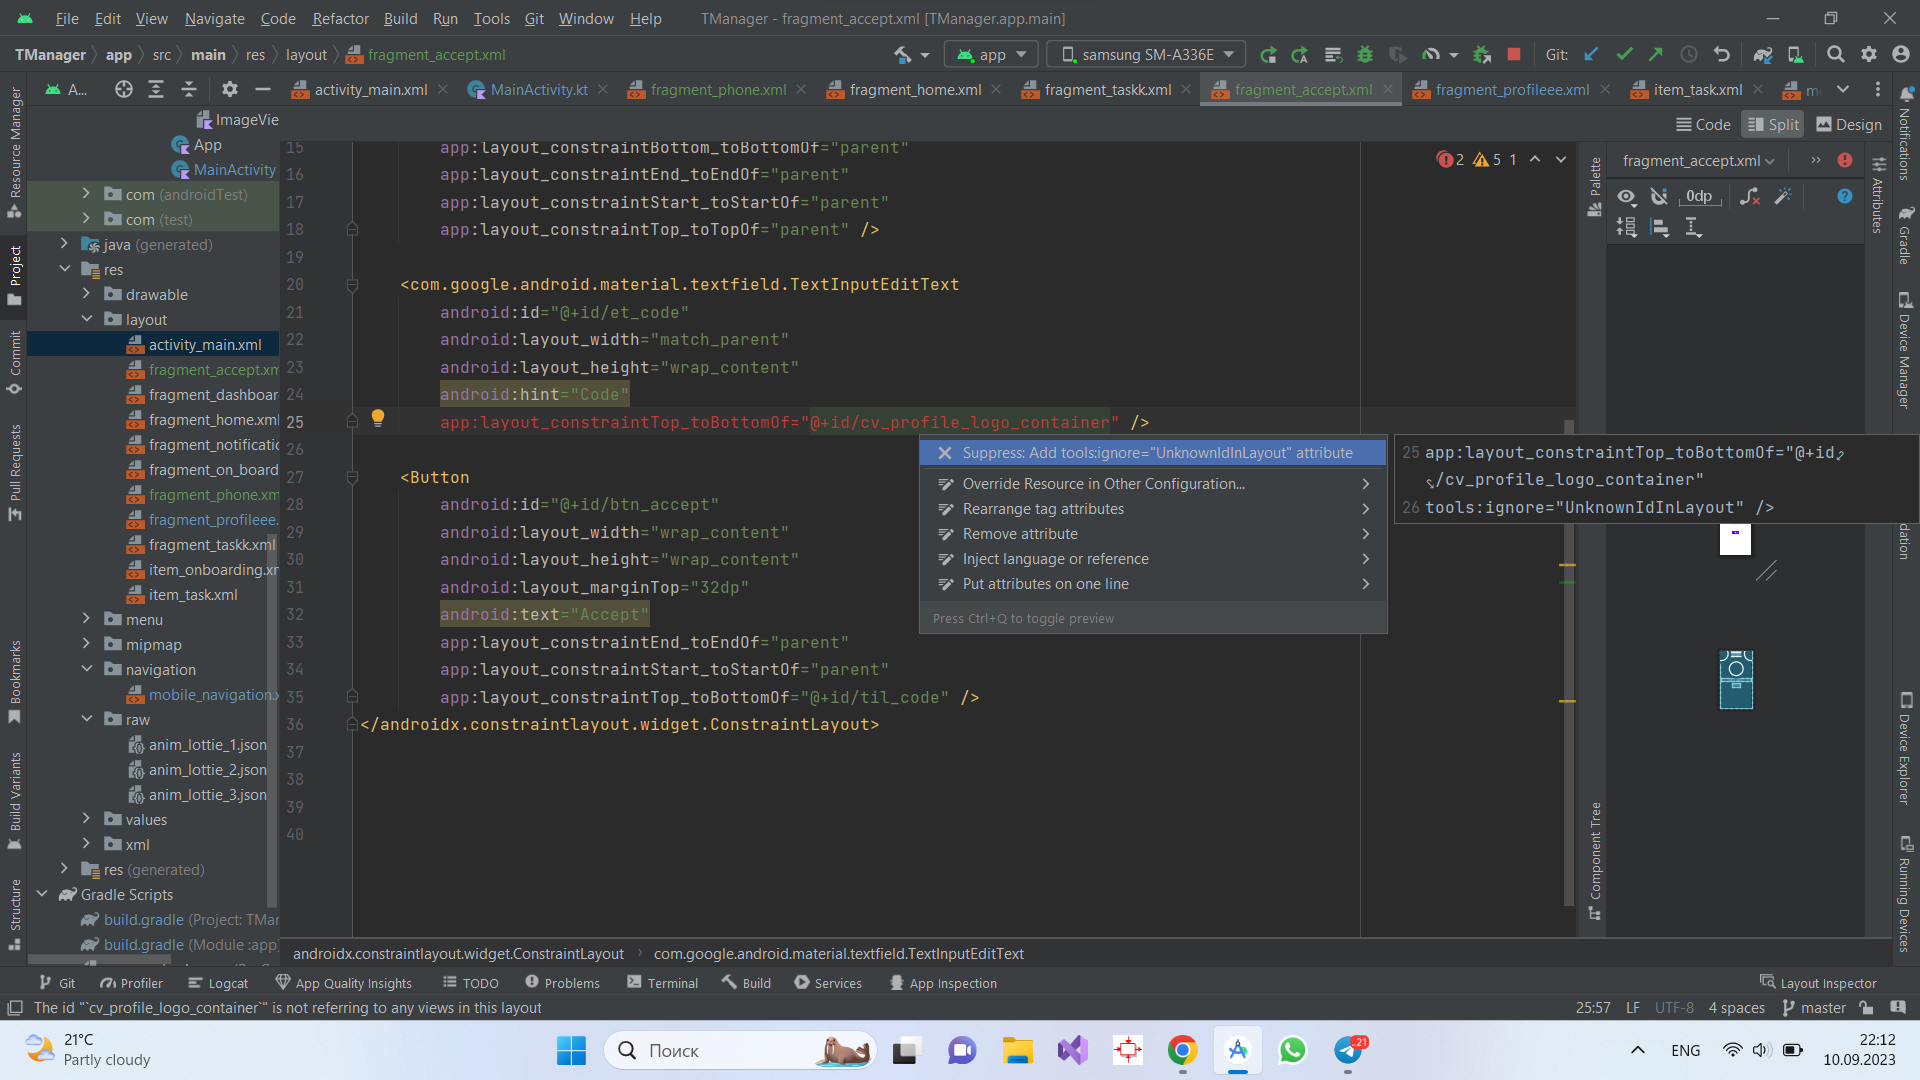 File Edit View Navigate Code Refactor Build Run Tools Git Window Help TManager - fragment_accept.xml [TManager.app.main]
TManager app src main res layout fragment_accept.xml app samsung SM-A336E Git:
A... activity_main.xml MainActivity.kt fragment_phone.xml fragment_home.xml fragment_taskk.xml fragment_accept.xml fragment_profileee.xml item_task.xml
Code Split Design
Resource Manager
Project
Commit
Pull Requests
Bookmarks
Build Variants
Structure
ImageVie
App
MainActivity
com (androidTest)
com (test)
java (generated)
res
drawable
layout
activity_main.xml
fragment_accept.xm
fragment_dashboar
fragment_home.xml
fragment_notificatio
fragment_on_board
fragment_phone.xm
fragment_profileee.
fragment_taskk.xml
item_onboarding.xm
item_task.xml
menu
mipmap
navigation
mobile_navigation.x
raw
anim_lottie_1.json
anim_lottie_2.json
anim_lottie_3.json
values
xml
res (generated)
Gradle Scripts
build.gradle (Project: TMan
build.gradle (Module :app)
15 app:layout_constraintBottom_toBottomOf="parent"
16 app:layout_constraintEnd_toEndOf="parent"
17 app:layout_constraintStart_toStartOf="parent"
18 app:layout_constraintTop_toTopOf="parent" />
19
20 <com.google.android.material.textfield.TextInputEditText
21 android:id="@+id/et_code"
22 android:layout_width="match_parent"
23 android:layout_height="wrap_content"
24 android:hint="Code"
25 app:layout_constraintTop_toBottomOf="@+id/cv_profile_logo_container" />
26
27 <Button
28 android:id="@+id/btn_accept"
29 android:layout_width="wrap_content"
30 android:layout_height="wrap_content"
31 android:layout_marginTop="32dp"
32 android:text="Accept"
33 app:layout_constraintEnd_toEndOf="parent"
34 app:layout_constraintStart_toStartOf="parent"
35 app:layout_constraintTop_toBottomOf="@+id/til_code" />
36 </androidx.constraintlayout.widget.ConstraintLayout>
37
38
39
40
2 5 1
Suppress: Add tools:ignore="UnknownIdInLayout" attribute
Override Resource in Other Configuration...
Rearrange tag attributes
Remove attribute
Inject language or reference
Put attributes on one line
Press Ctrl+Q to toggle preview
25 app:layout_constraintTop_toBottomOf="@+id
/cv_profile_logo_container"
26 tools:ignore="UnknownIdInLayout" />
Palette
Component Tree
fragment_accept.xml
0dp
Attributes
Notifications
Gradle
Device Manager
Device Explorer
Running Devices
androidx.constraintlayout.widget.ConstraintLayout com.google.android.material.textfield.TextInputEditText
Git Profiler Logcat App Quality Insights TODO Problems Terminal Build Services App Inspection Layout Inspector
The id "`cv_profile_logo_container`" is not referring to any views in this layout 25:57 LF UTF-8 4 spaces master
21°C
Partly cloudy
Поиск
21
ENG
22:12
10.09.2023